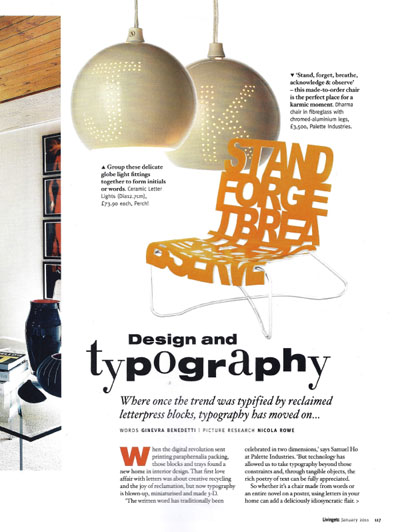 J
K
▼ 'Stand, forget, breathe,
acknowledge & observe'
– this made-to-order chair
is the perfect place for a
karmic moment. Dharma
chair in fibreglass with
chromed-aluminium legs,
£3,500, Palette Industries.
▲ Group these delicate
globe light fittings
together to form initials
or words. Ceramic Letter
Lights (Dia12.7cm),
£73.90 each, Perch!
STAND
FORGE
T BREA
OBSERVE
Design and
typography
Where once the trend was typified by reclaimed
letterpress blocks, typography has moved on...
WORDS GINEVRA BENEDETTI | PICTURE RESEARCH NICOLA ROWE
When the digital revolution sent
printing paraphernalia packing,
those blocks and trays found a
new home in interior design. That first love
affair with letters was about creative recycling
and the joy of reclamation, but now typography
is blown-up, miniaturised and made 3-D.
'The written word has traditionally been
celebrated in two dimensions,' says Samuel Ho
at Palette Industries. 'But technology has
allowed us to take typography beyond those
constraints and, through tangible objects, the
rich poetry of text can be fully appreciated.
So whether it's a chair made from words or
an entire novel on a poster, using letters in your
home can add a deliciously idiosyncratic flair. >
Livingetc JANUARY 2011 127